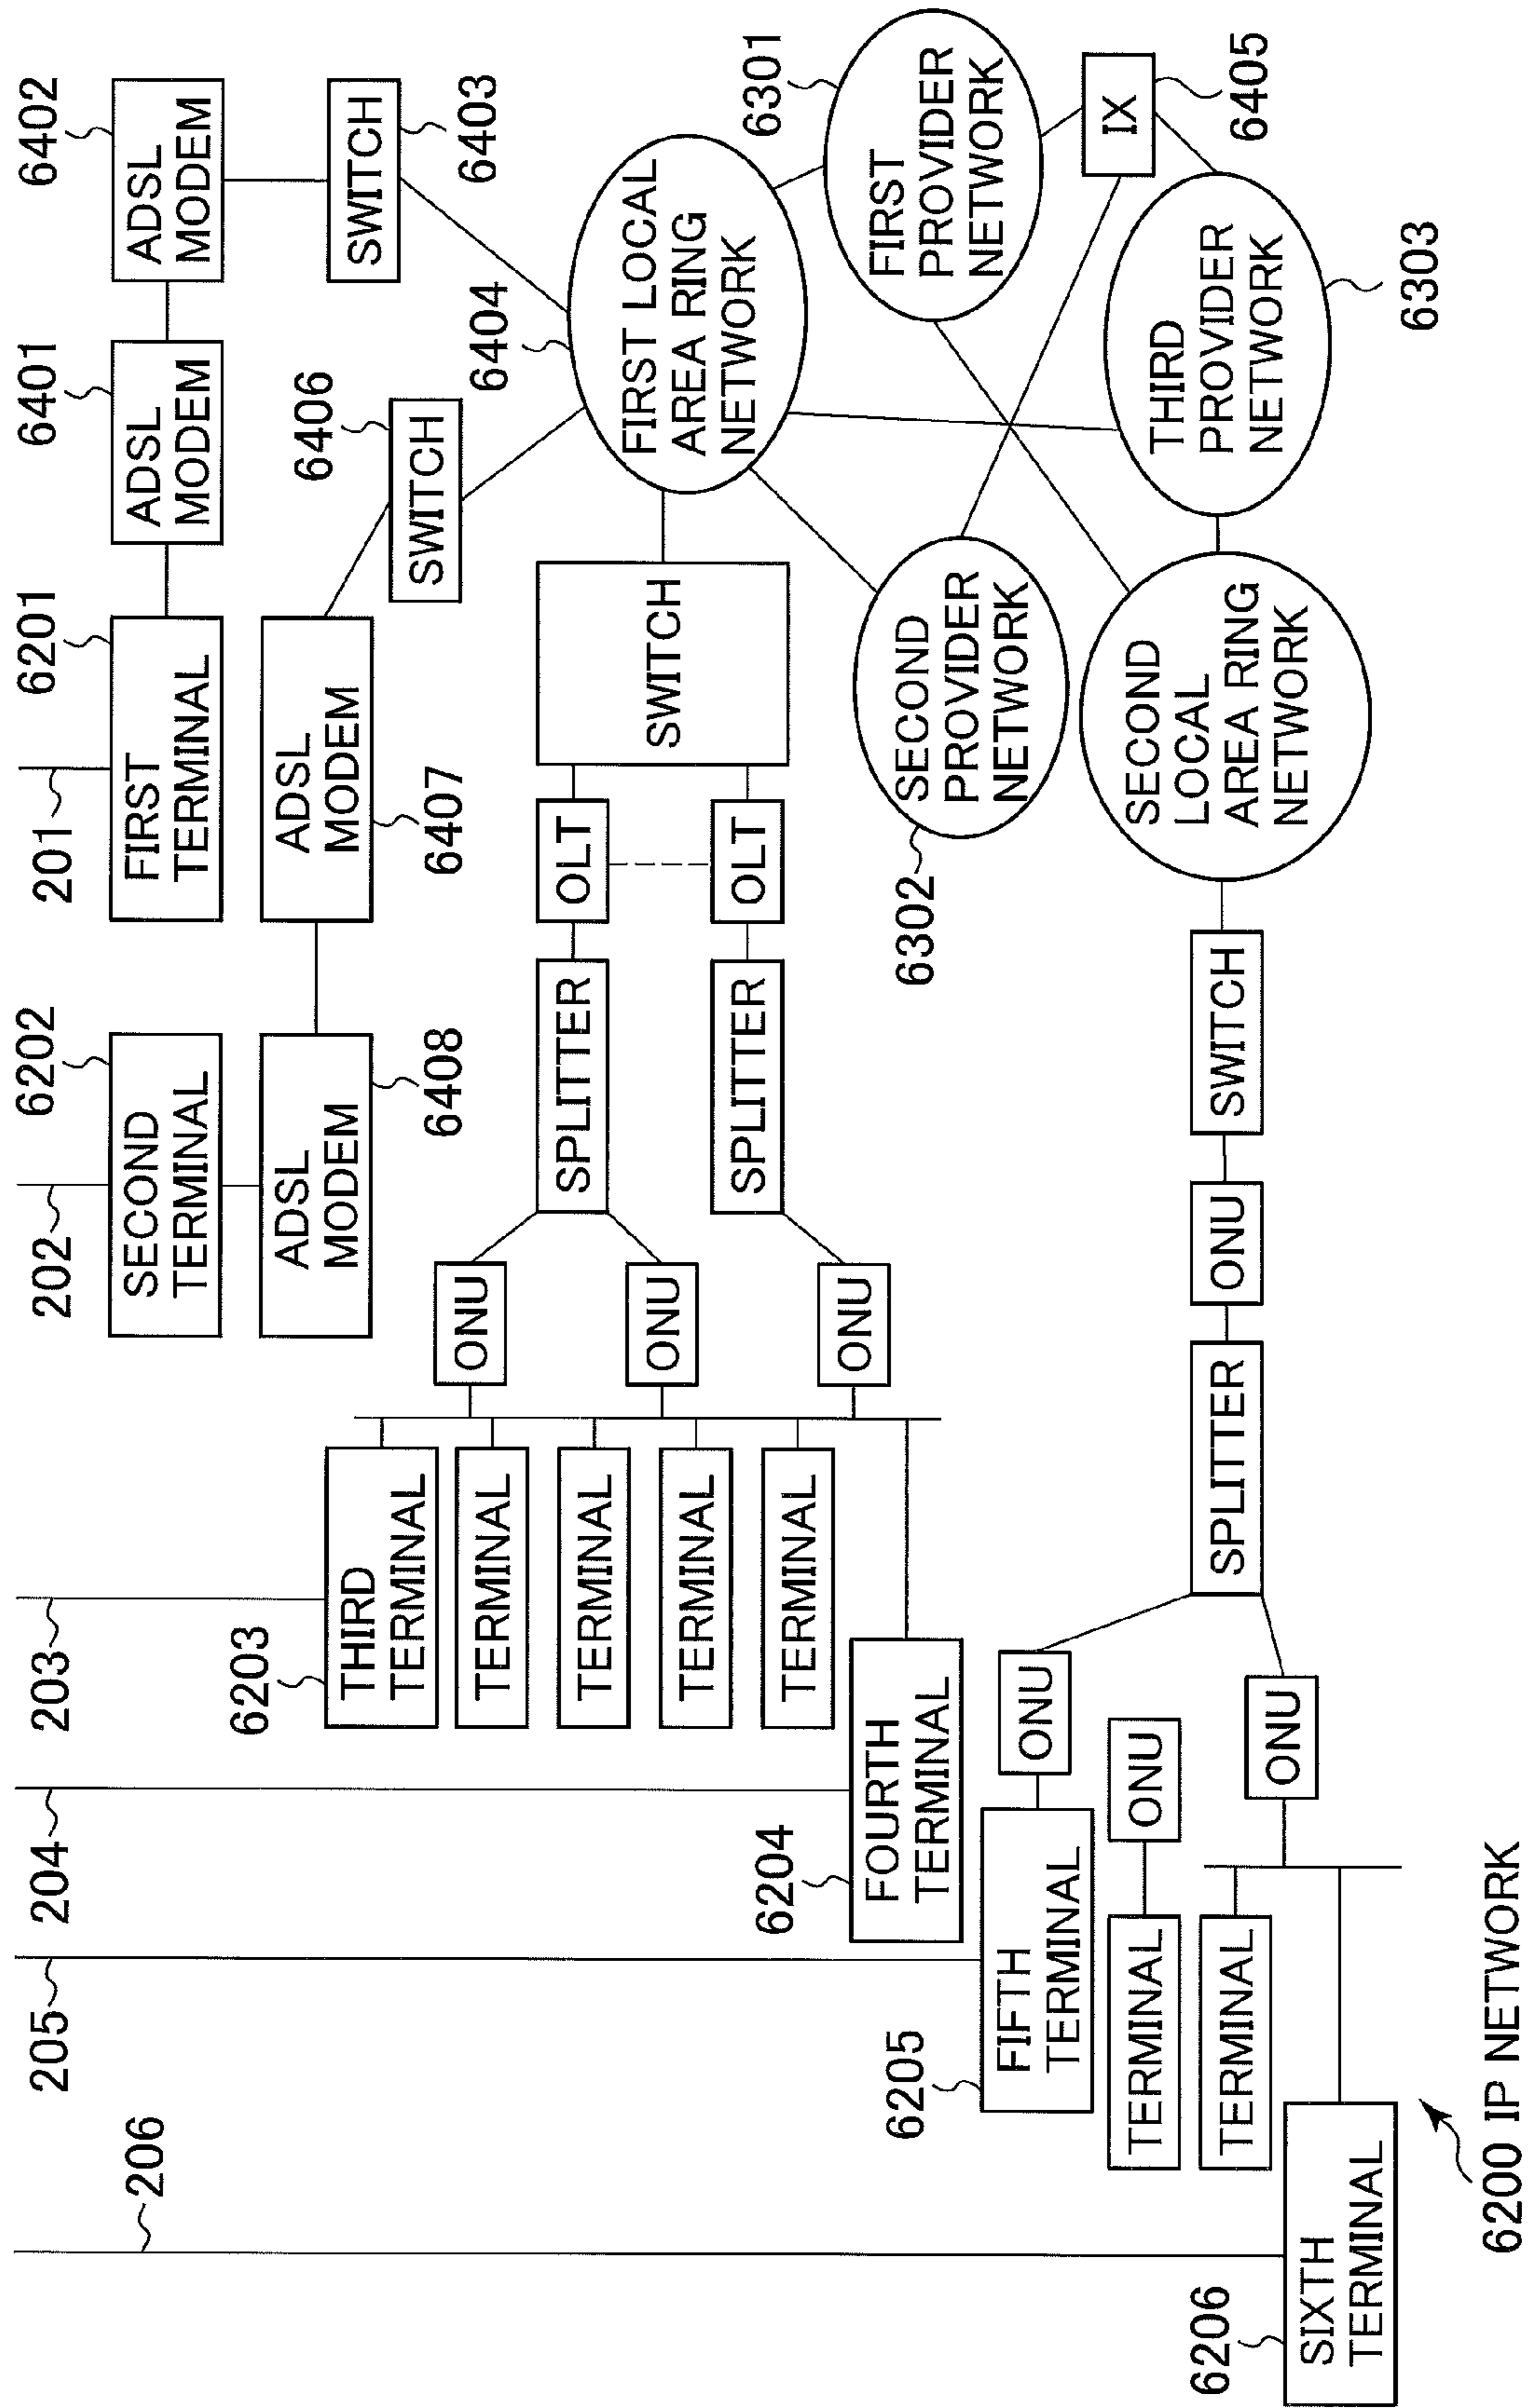 206
205
204
203
202
6202
201
6201
6401
6402
SIXTH
TERMINAL
6206
FIFTH
TERMINAL
6205
FOURTH
TERMINAL
6204
THIRD
TERMINAL
6203
SECOND
TERMINAL
FIRST
TERMINAL
ADSL
MODEM
ADSL
MODEM
ADSL
MODEM
6408
ADSL
MODEM
6407
SWITCH
6406
SWITCH
6403
TERMINAL
TERMINAL
TERMINAL
TERMINAL
ONU
ONU
ONU
SPLITTER
SPLITTER
OLT
OLT
SWITCH
6404
FIRST LOCAL
AREA RING
NETWORK
6301
FIRST
PROVIDER
NETWORK
6302
SECOND
PROVIDER
NETWORK
IX
6405
THIRD
PROVIDER
NETWORK
6303
SECOND
LOCAL
AREA RING
NETWORK
SWITCH
ONU
SPLITTER
ONU
ONU
ONU
TERMINAL
TERMINAL
6200 IP NETWORK